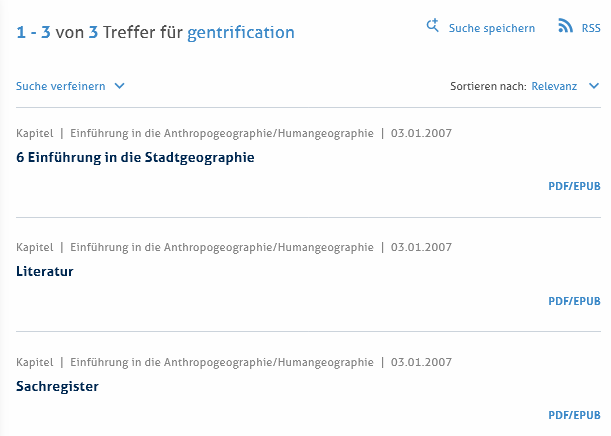 1 - 3 von 3 Treffer für gentrification
Suche speichern
RSS
Suche verfeinern
Sortieren nach: Relevanz
Kapitel | Einführung in die Anthropogeographie/Humangeographie | 03.01.2007
6 Einführung in die Stadtgeographie
PDF/EPUB
Kapitel | Einführung in die Anthropogeographie/Humangeographie | 03.01.2007
Literatur
PDF/EPUB
Kapitel | Einführung in die Anthropogeographie/Humangeographie | 03.01.2007
Sachregister
PDF/EPUB